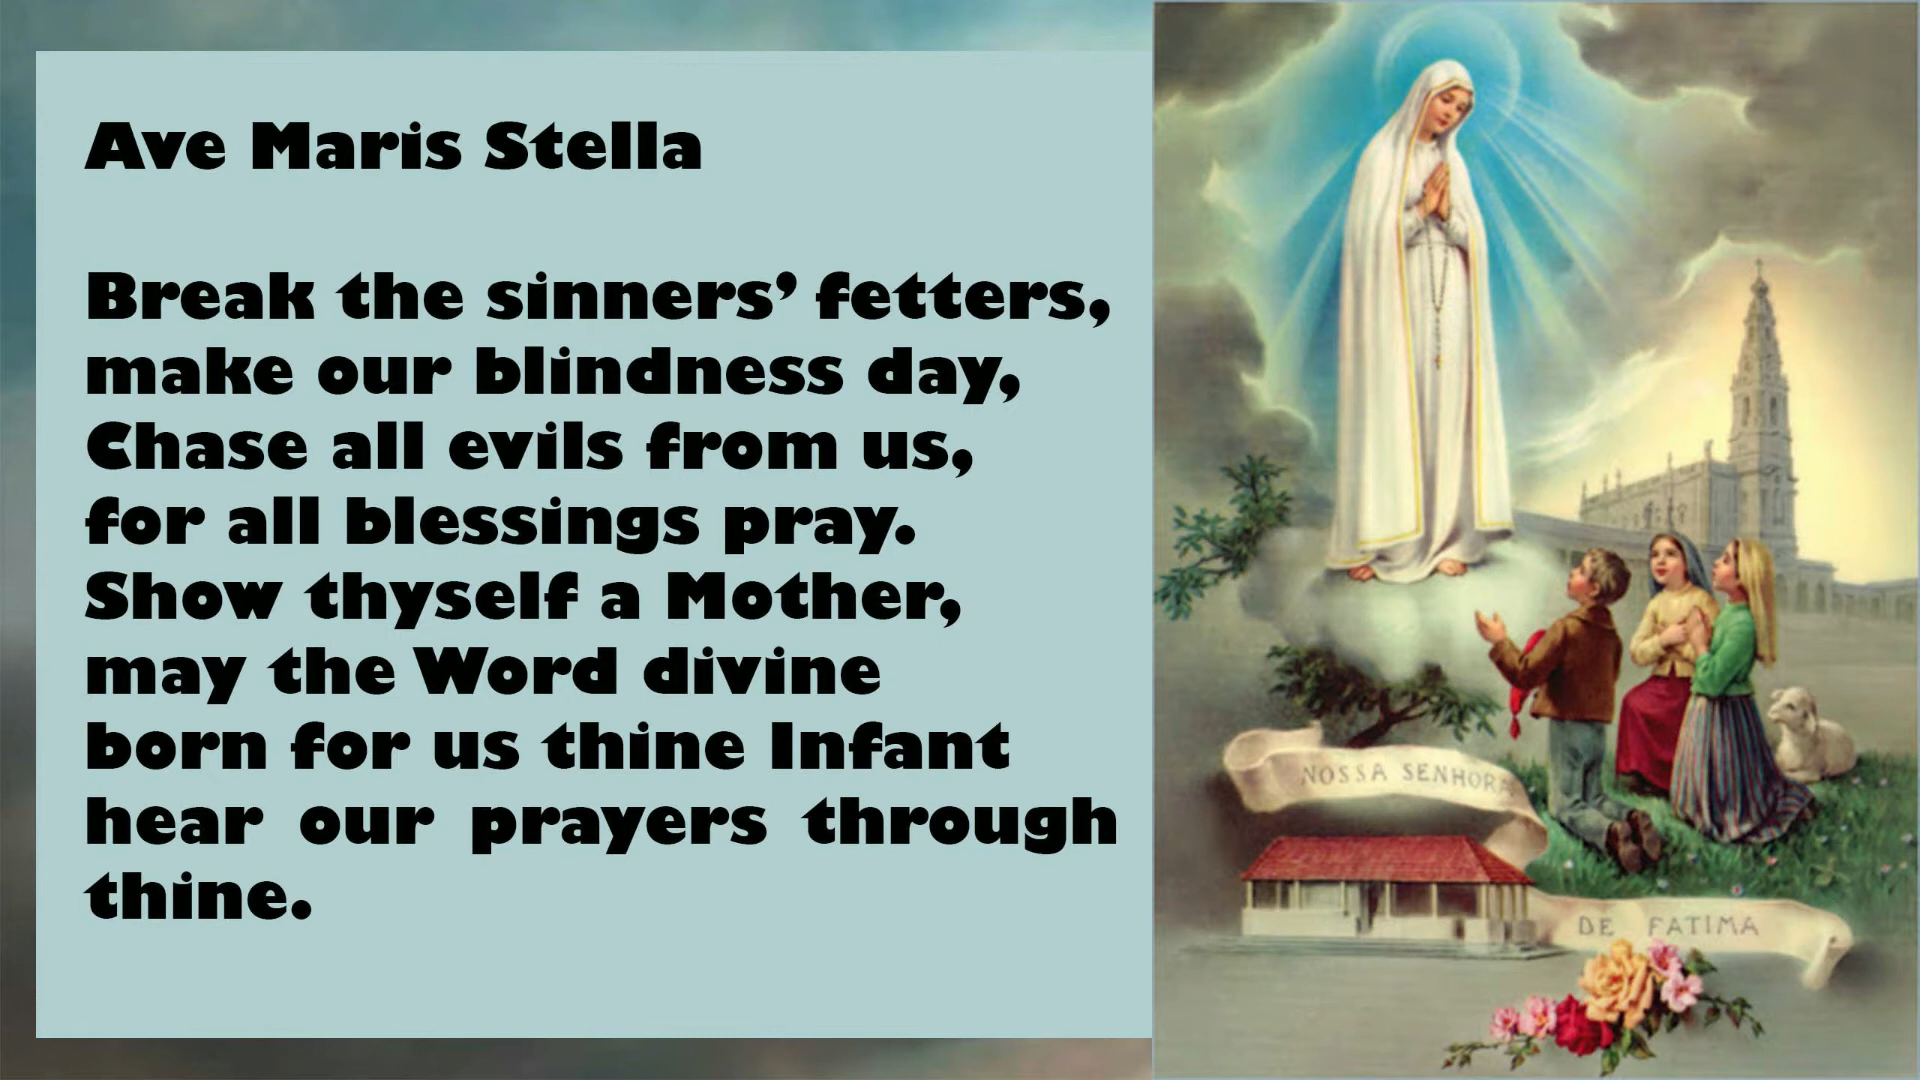 Ave Maris Stella
Break the sinners’ fetters,
make our blindness day,
Chase all evils from us,
for all blessings pray.
Show thyself a Mother,
may the Word divine
born for us thine Infant
hear our prayers through
thine.
NOSSA SENHORA
DE FATIMA